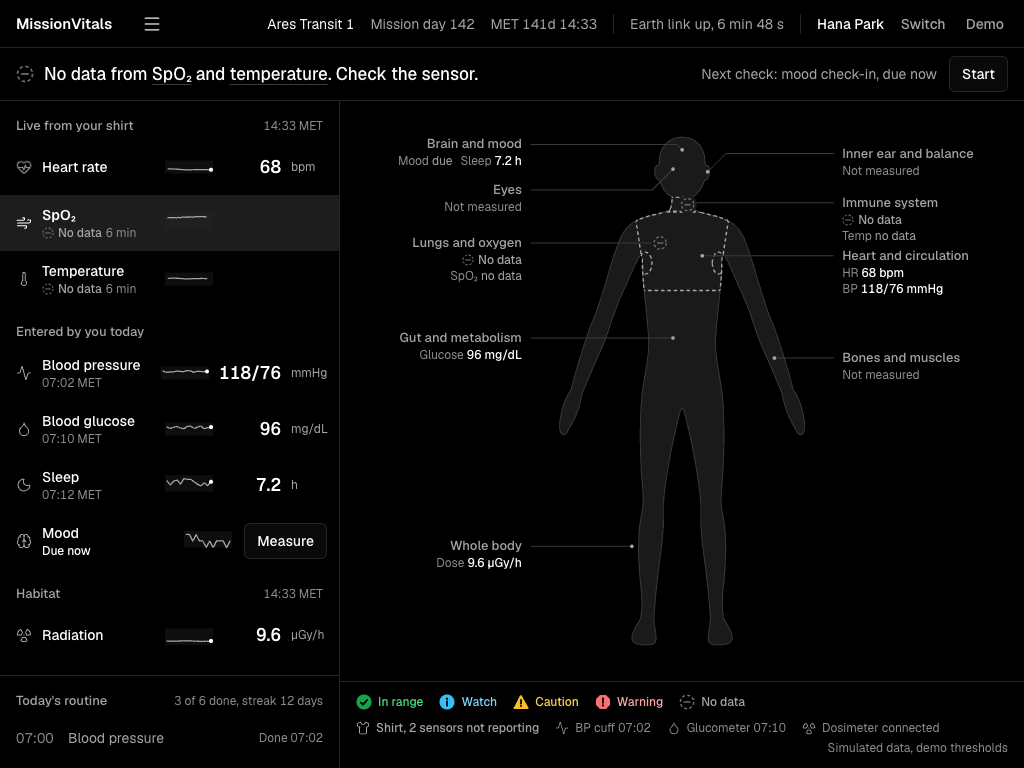 MissionVitals
Ares Transit 1 Mission day 142 MET 141d 14:33 Earth link up, 6 min 48 s Hana Park Switch Demo
No data from SpO₂ and temperature. Check the sensor.
Next check: mood check-in, due now Start
Live from your shirt 14:33 MET
Heart rate 68 bpm
SpO₂
No data 6 min
Temperature
No data 6 min
Entered by you today
Blood pressure 118/76 mmHg
07:02 MET
Blood glucose 96 mg/dL
07:10 MET
Sleep 7.2 h
07:12 MET
Mood Measure
Due now
Habitat 14:33 MET
Radiation 9.6 µGy/h
Today's routine 3 of 6 done, streak 12 days
07:00 Blood pressure Done 07:02
Brain and mood
Mood due Sleep 7.2 h
Eyes
Not measured
Lungs and oxygen
No data
SpO₂ no data
Gut and metabolism
Glucose 96 mg/dL
Whole body
Dose 9.6 µGy/h
Inner ear and balance
Not measured
Immune system
No data
Temp no data
Heart and circulation
HR 68 bpm
BP 118/76 mmHg
Bones and muscles
Not measured
In range Watch Caution Warning No data
Shirt, 2 sensors not reporting BP cuff 07:02 Glucometer 07:10 Dosimeter connected
Simulated data, demo thresholds